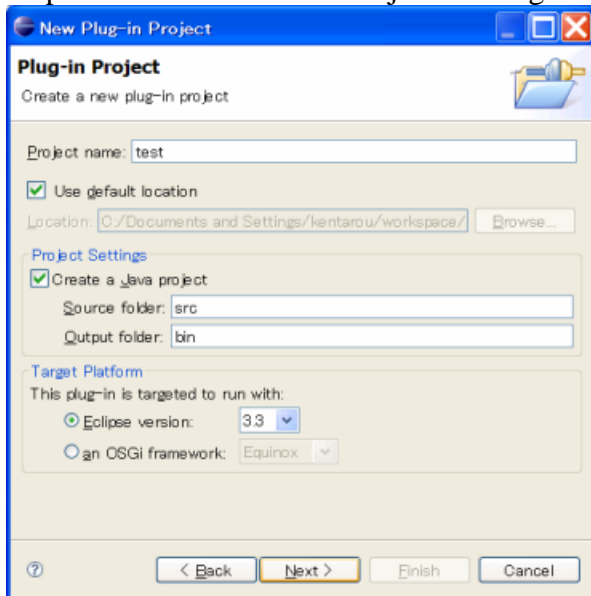 New Plug-in Project
Plug-in Project
Create a new plug-in project
Project name: test
Use default location
Location: C:/Documents and Settings/kentarou/workspace/ Browse...
Project Settings
Create a Java project
Source folder: src
Output folder: bin
Target Platform
This plug-in is targeted to run with:
Eclipse version: 3.3
an OSGi framework: Equinox
? < Back Next > Finish Cancel